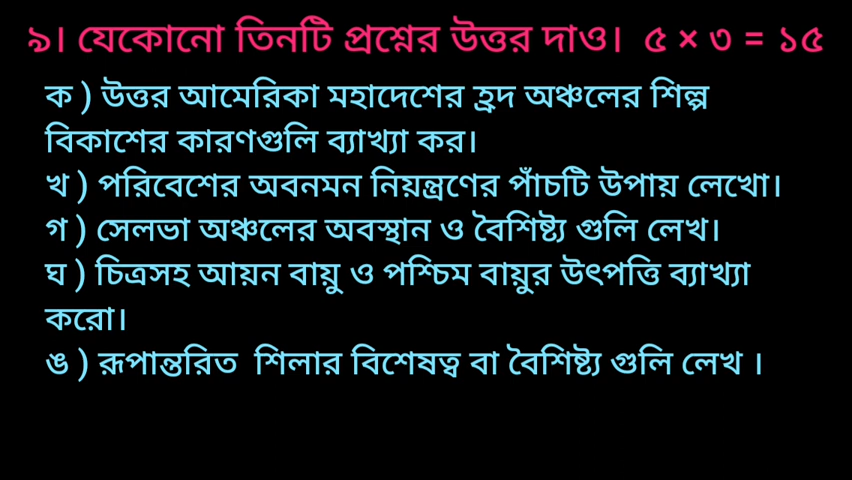 ৯। যেকোনো তিনটি প্রশ্নের উত্তর দাও। ৫ × ৩ = ১৫
ক ) উত্তর আমেরিকা মহাদেশের হ্রদ অঞ্চলের শিল্প
বিকাশের কারণগুলি ব্যাখ্যা কর।
খ ) পরিবেশের অবনমন নিয়ন্ত্রণের পাঁচটি উপায় লেখো।
গ ) সেলভা অঞ্চলের অবস্থান ও বৈশিষ্ট্য গুলি লেখ।
ঘ ) চিত্রসহ আয়ন বায়ু ও পশ্চিম বায়ুর উৎপত্তি ব্যাখ্যা
করো।
ঙ ) রূপান্তরিত শিলার বিশেষত্ব বা বৈশিষ্ট্য গুলি লেখ ।